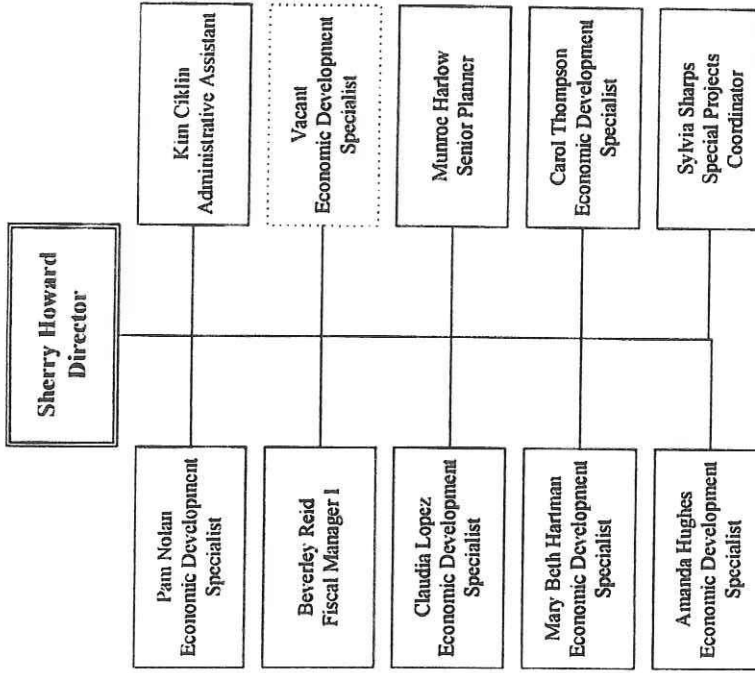 Sherry Howard
Director
Pam Nolan
Economic Development
Specialist
Kim Ciklin
Administrative Assistant
Beverley Reid
Fiscal Manager I
Vacant
Economic Development
Specialist
Claudia Lopez
Economic Development
Specialist
Munroe Harlow
Senior Planner
Mary Beth Hartman
Economic Development
Specialist
Carol Thompson
Economic Development
Specialist
Amanda Hughes
Economic Development
Specialist
Sylvia Sharps
Special Projects
Coordinator